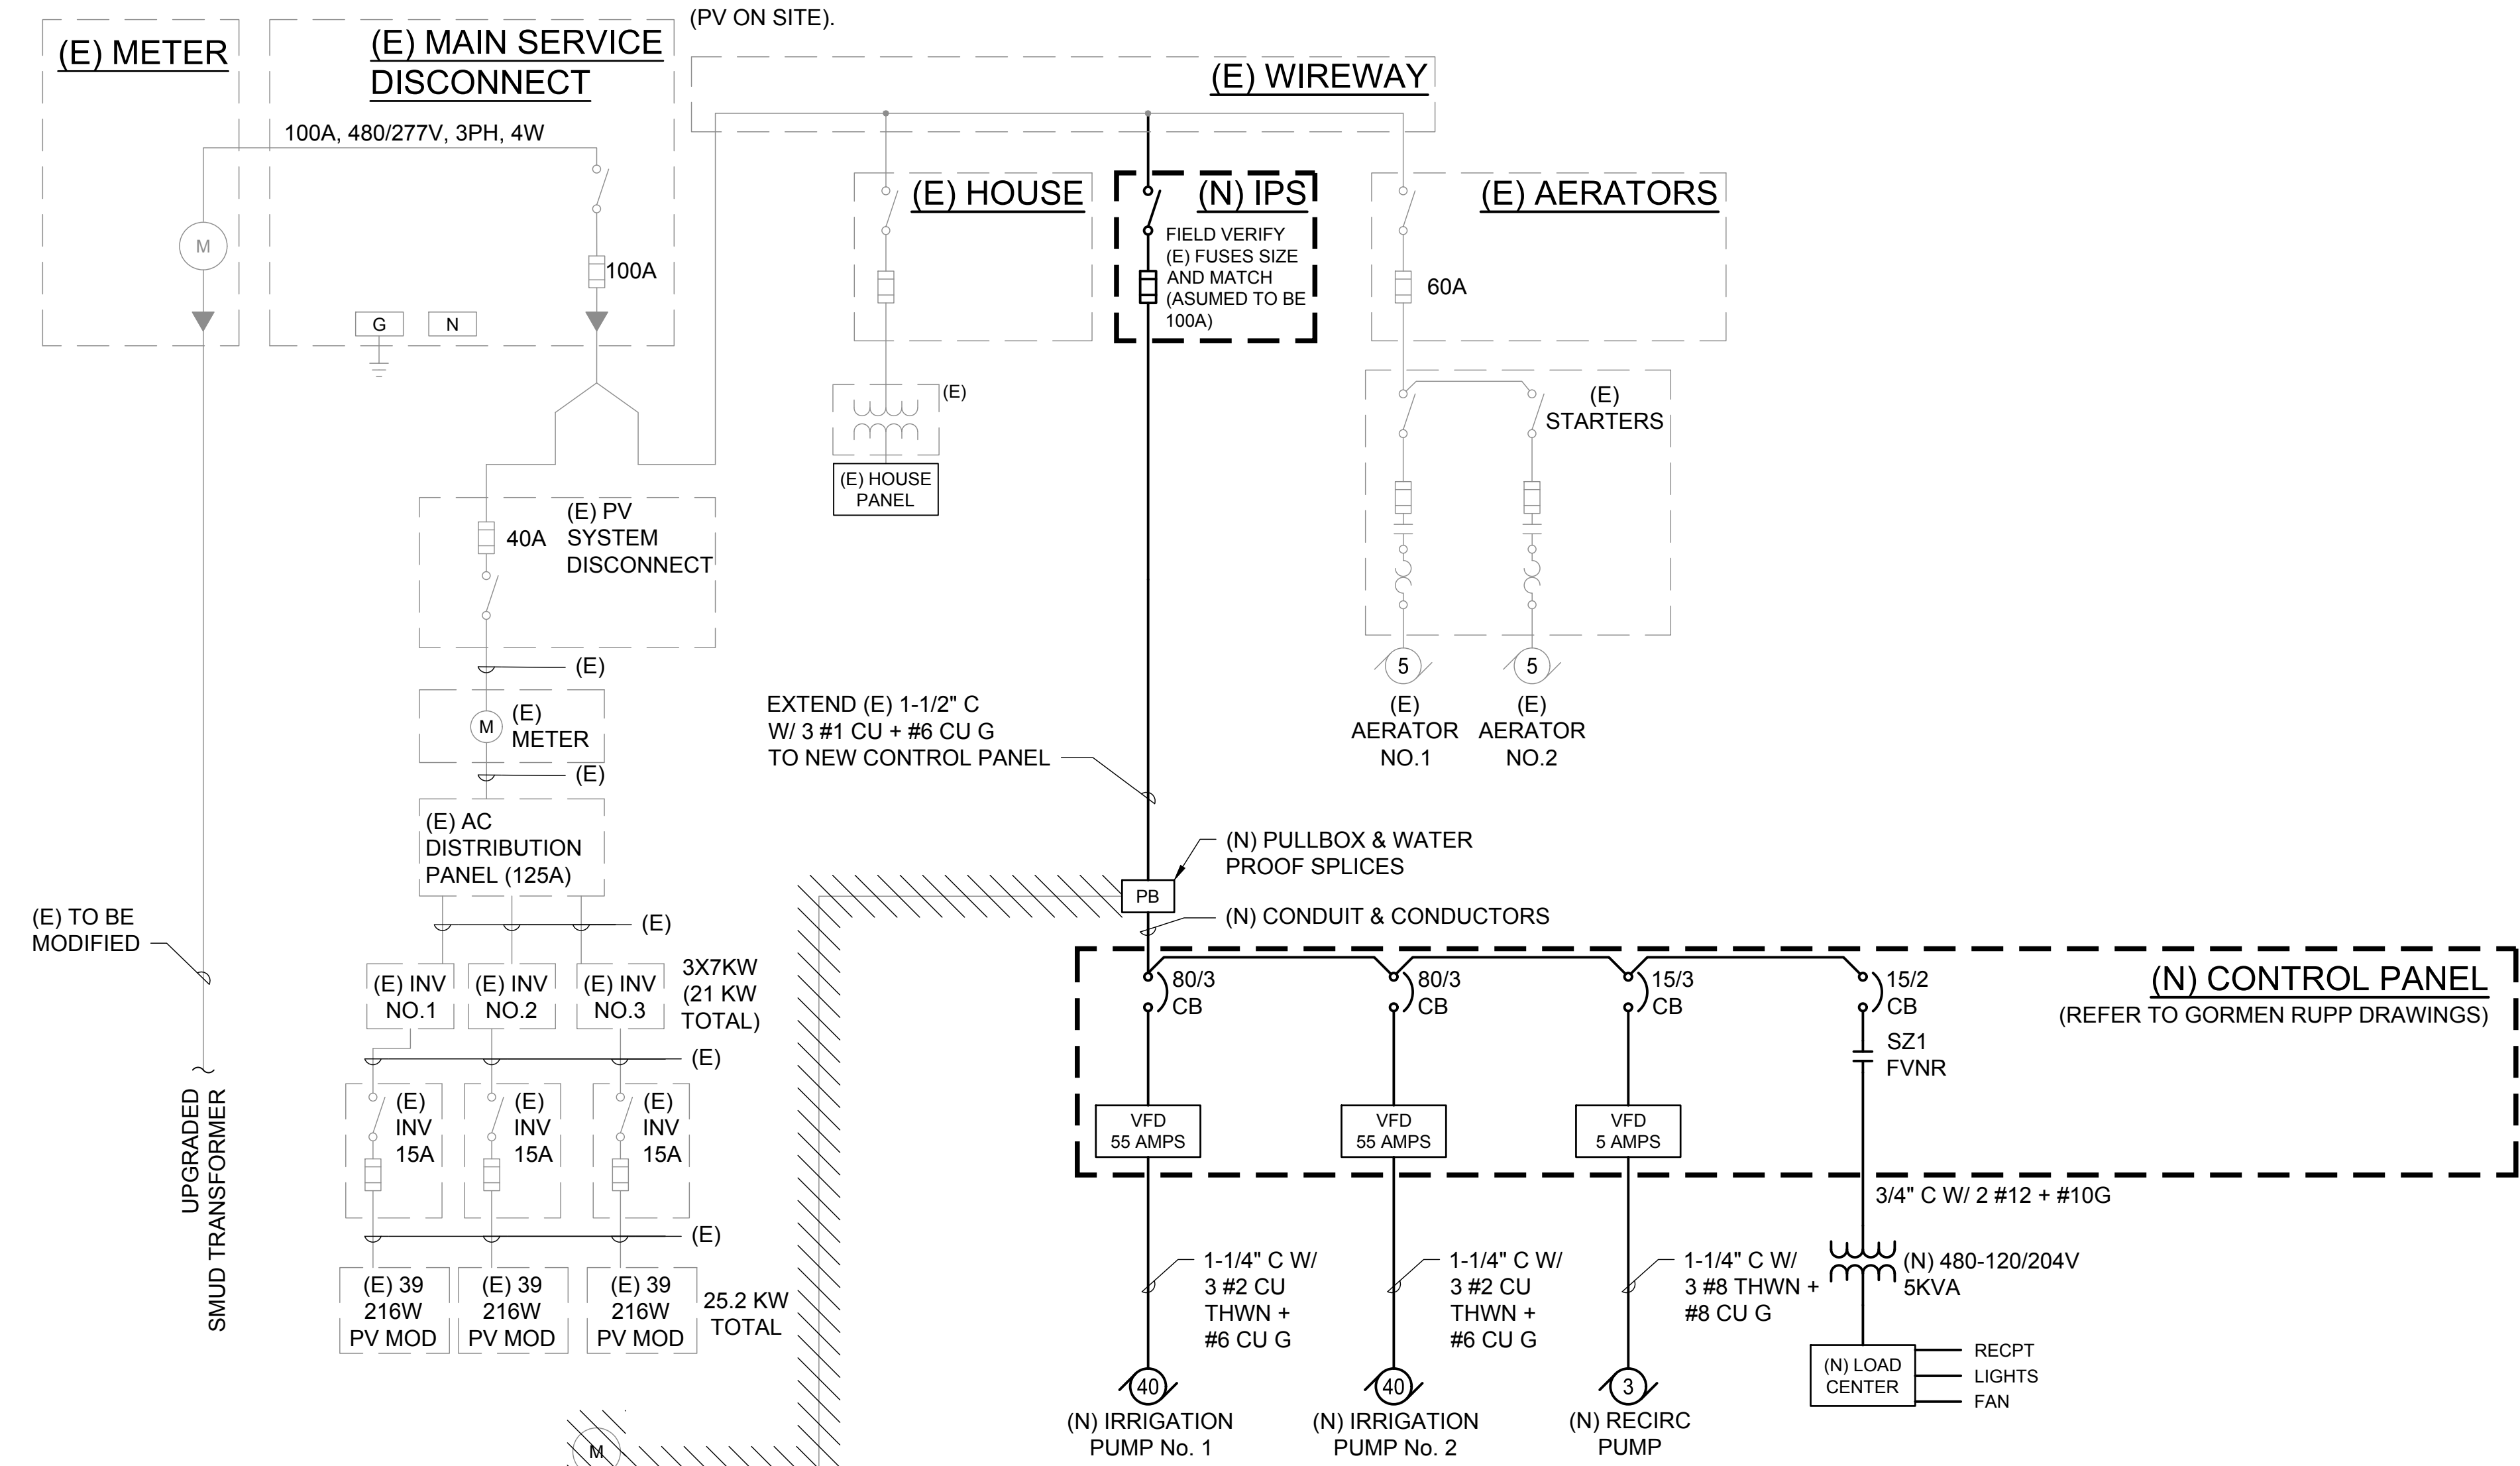 (PV ON SITE).
(E) METER
(E) MAIN SERVICE
DISCONNECT
100A, 480/277V, 3PH, 4W
M
100A
G
N
(E) WIREWAY
(E) HOUSE
(N) IPS
FIELD VERIFY
(E) FUSES SIZE
AND MATCH
(ASUMED TO BE
100A)
(E) AERATORS
60A
(E)
(E) HOUSE
PANEL
(E)
STARTERS
5
5
(E)
AERATOR
NO.1
(E)
AERATOR
NO.2
40A
(E) PV
SYSTEM
DISCONNECT
(E)
M
(E)
METER
(E)
(E) AC
DISTRIBUTION
PANEL (125A)
(E)
(E) INV
NO.1
(E) INV
NO.2
(E) INV
NO.3
3X7KW
(21 KW
TOTAL)
(E)
(E)
INV
15A
(E)
INV
15A
(E)
INV
15A
(E)
(E) 39
216W
PV MOD
(E) 39
216W
PV MOD
(E) 39
216W
PV MOD
25.2 KW
TOTAL
(E) TO BE
MODIFIED
UPGRADED
SMUD TRANSFORMER
M
EXTEND (E) 1-1/2" C
W/ 3 #1 CU + #6 CU G
TO NEW CONTROL PANEL
(N) PULLBOX & WATER
PROOF SPLICES
PB
(N) CONDUIT & CONDUCTORS
(N) CONTROL PANEL
(REFER TO GORMEN RUPP DRAWINGS)
80/3
CB
80/3
CB
15/3
CB
15/2
CB
SZ1
FVNR
VFD
55 AMPS
VFD
55 AMPS
VFD
5 AMPS
3/4" C W/ 2 #12 + #10G
1-1/4" C W/
3 #2 CU
THWN +
#6 CU G
1-1/4" C W/
3 #2 CU
THWN +
#6 CU G
1-1/4" C W/
3 #8 THWN +
#8 CU G
(N) 480-120/204V
5KVA
40
(N) IRRIGATION
PUMP No. 1
40
(N) IRRIGATION
PUMP No. 2
3
(N) RECIRC
PUMP
(N) LOAD
CENTER
RECPT
LIGHTS
FAN